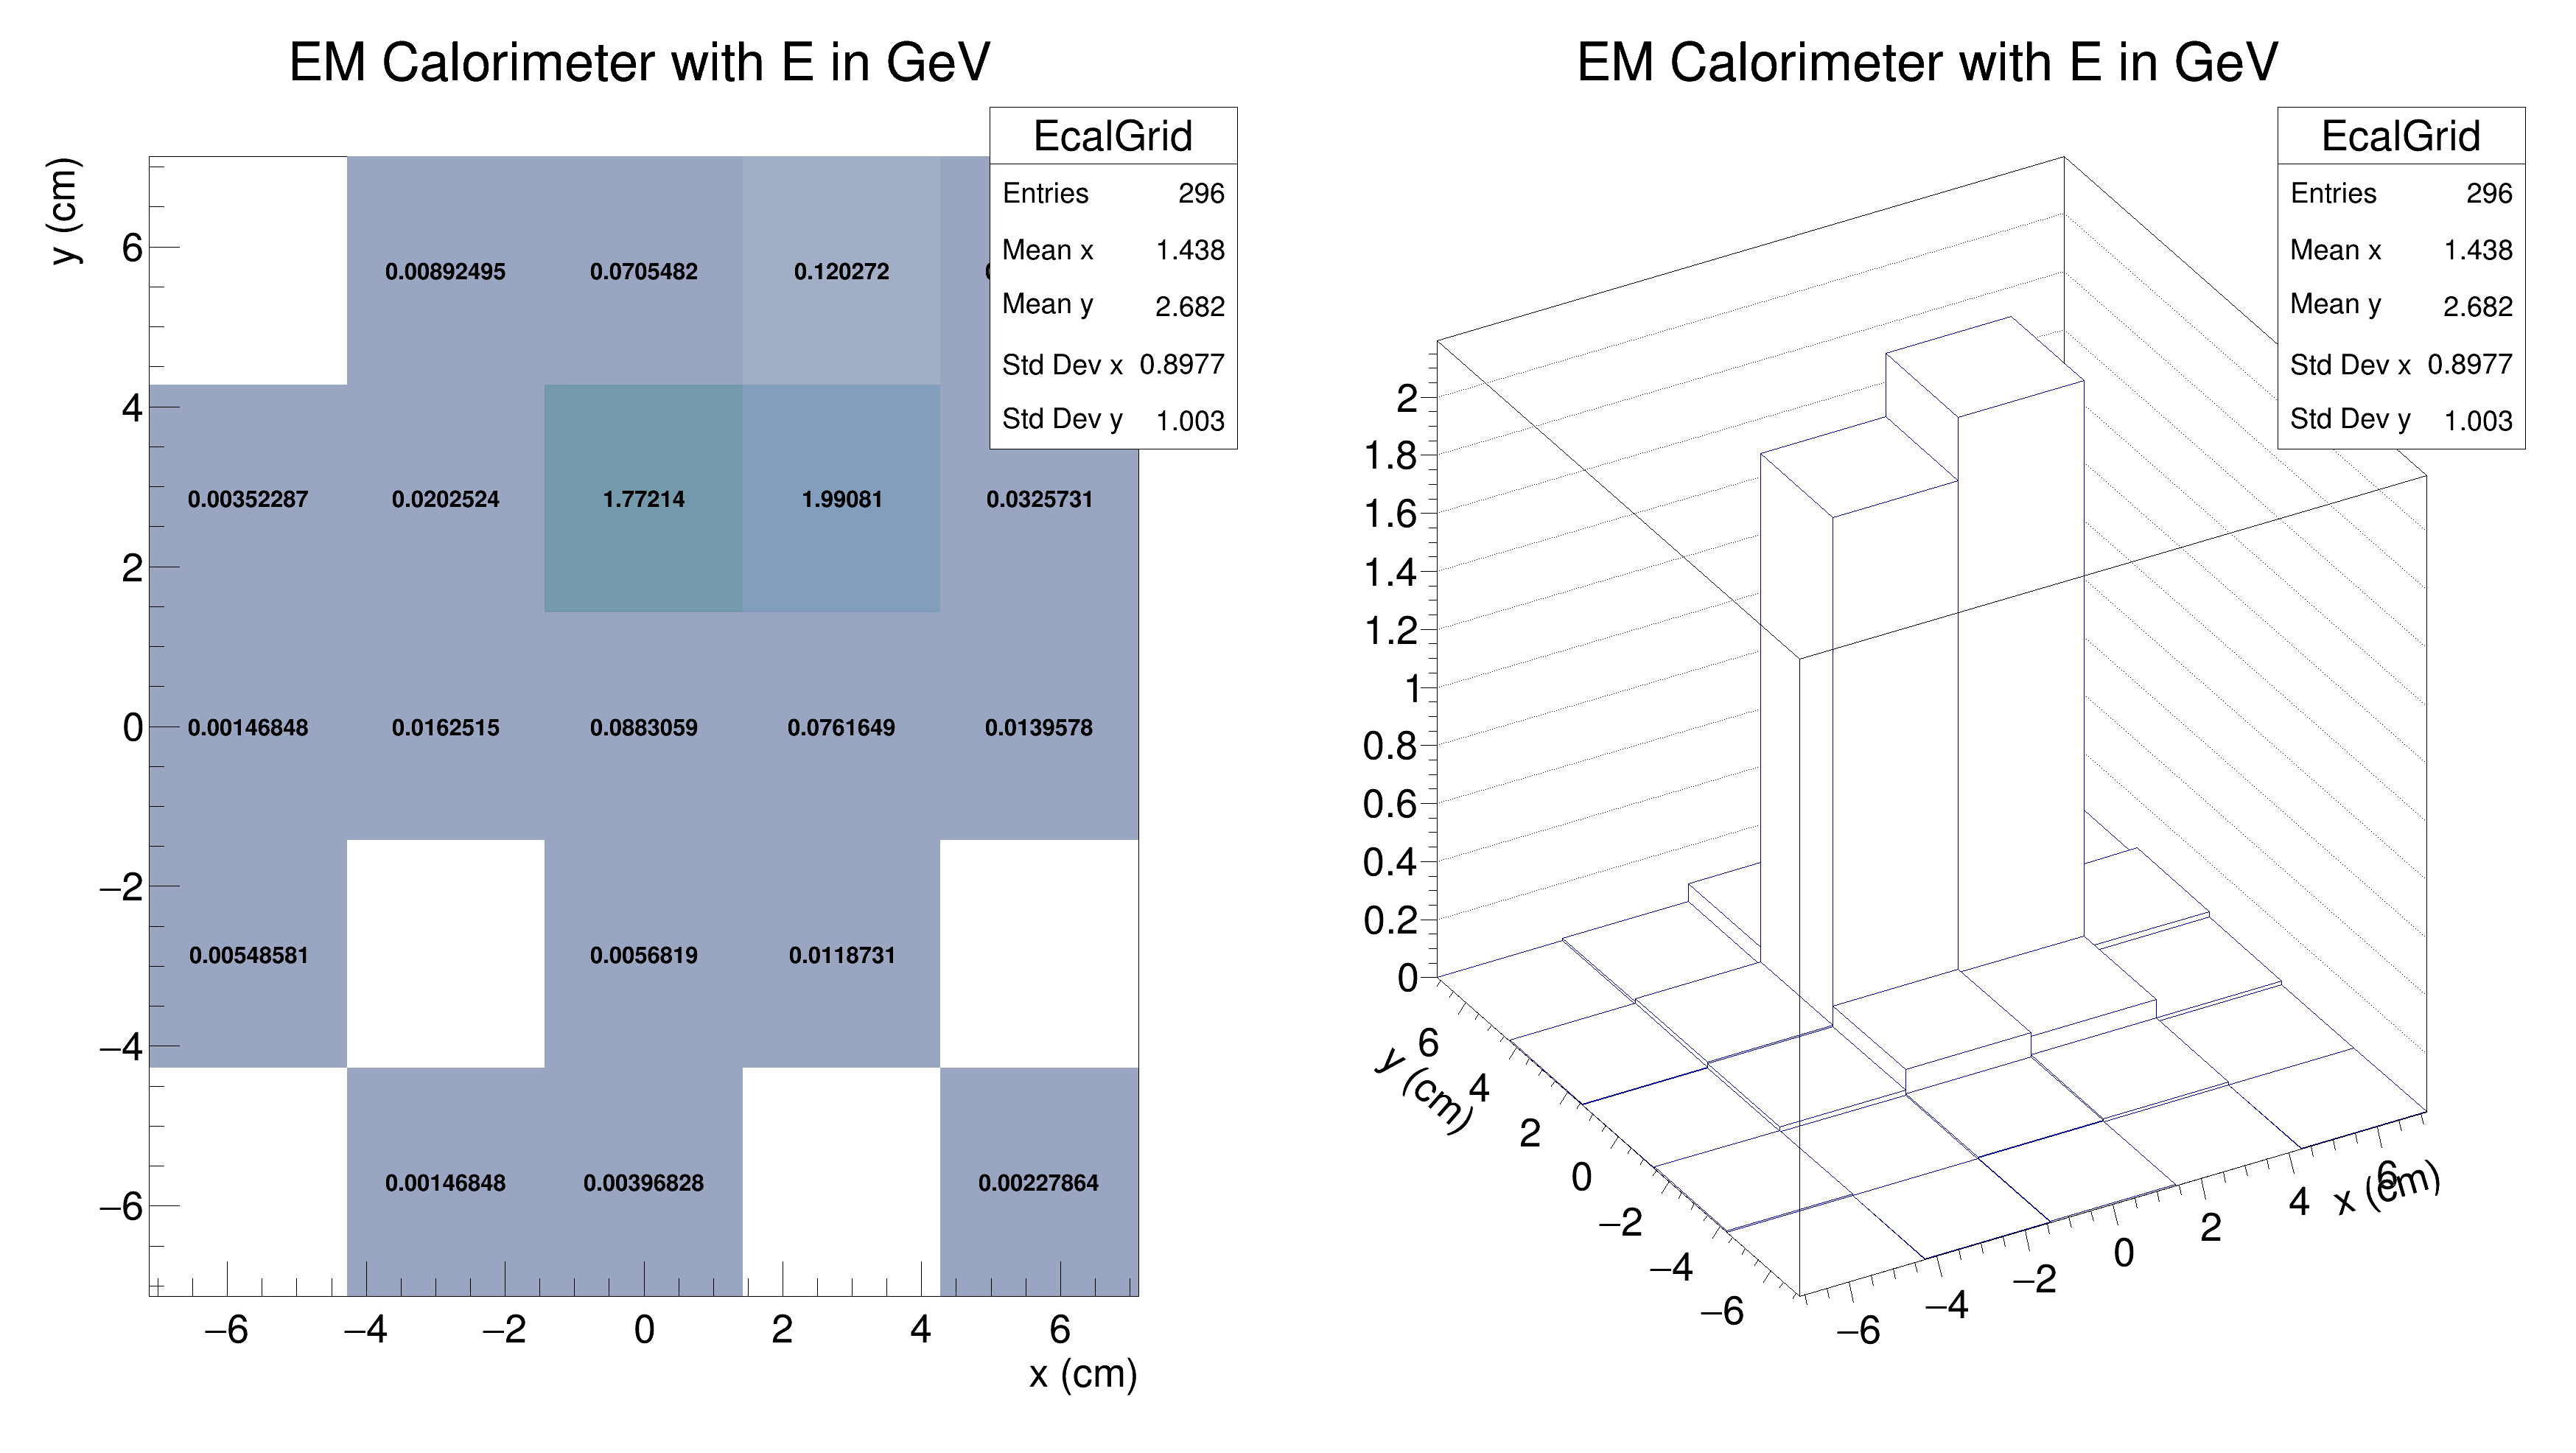 EM Calorimeter with E in GeV
EcalGrid
Entries 296
Mean x 1.438
Mean y 2.682
Std Dev x 0.8977
Std Dev y 1.003
y (cm)
6
4
2
0
−2
−4
−6
0.00892495 0.0705482 0.120272
0.00352287 0.0202524 1.77214 1.99081 0.0325731
0.00146848 0.0162515 0.0883059 0.0761649 0.0139578
0.00548581 0.0056819 0.0118731
0.00146848 0.00396828 0.00227864
−6 −4 −2 0 2 4 6
x (cm)
EM Calorimeter with E in GeV
EcalGrid
Entries 296
Mean x 1.438
Mean y 2.682
Std Dev x 0.8977
Std Dev y 1.003
2
1.8
1.6
1.4
1.2
1
0.8
0.6
0.4
0.2
0
y (cm)
6
4
2
0
−2
−4
−6
−6 −4 −2 0 2 4 6
x (cm)